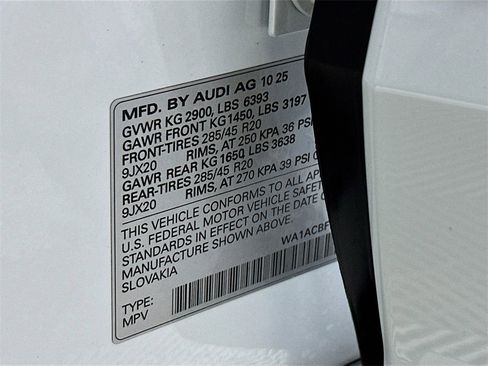 MFD. BY AUDI AG 10 25
GVWR KG 2900, LBS 6393
GAWR FRONT KG1450, LBS 3197
FRONT-TIRES 285/45 R20
9JX20 RIMS, AT 250 KPA 36 PSI
GAWR REAR KG 1650, LBS 3638
REAR-TIRES 285/45 R20
9JX20 RIMS, AT 270 KPA 39 PSI
THIS VEHICLE CONFORMS TO ALL
U.S. FEDERAL MOTOR VEHICLE
STANDARDS IN EFFECT ON THE DATE
MANUFACTURE SHOWN ABOVE.
SLOVAKIA WA1ACBF
TYPE:
MPV